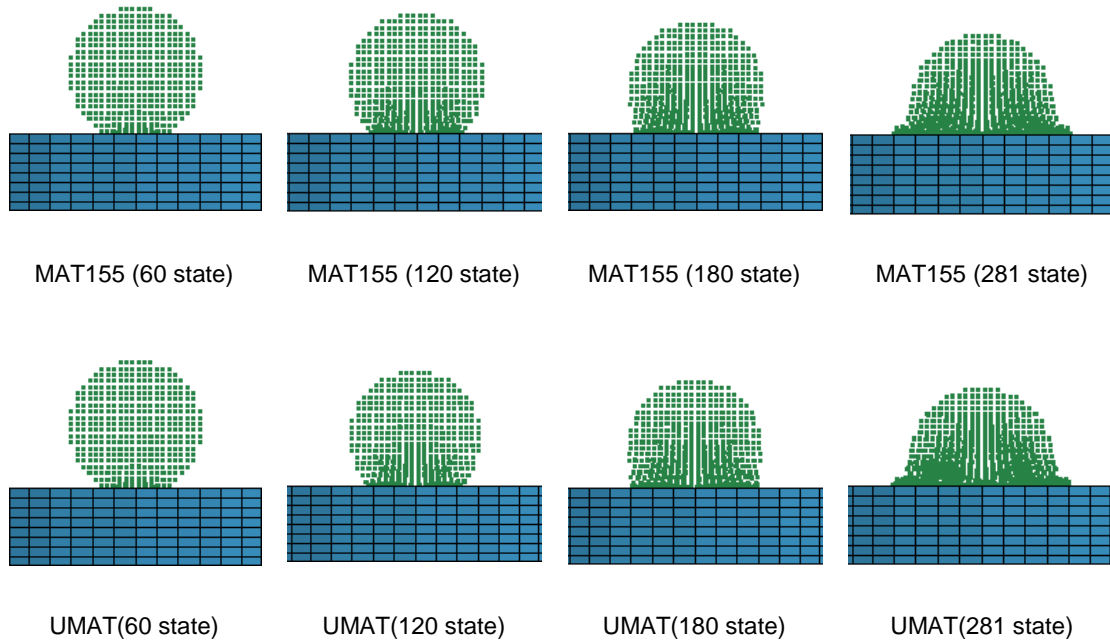 MAT155 (60 state)
MAT155 (120 state)
MAT155 (180 state)
MAT155 (281 state)
UMAT(60 state)
UMAT(120 state)
UMAT(180 state)
UMAT(281 state)